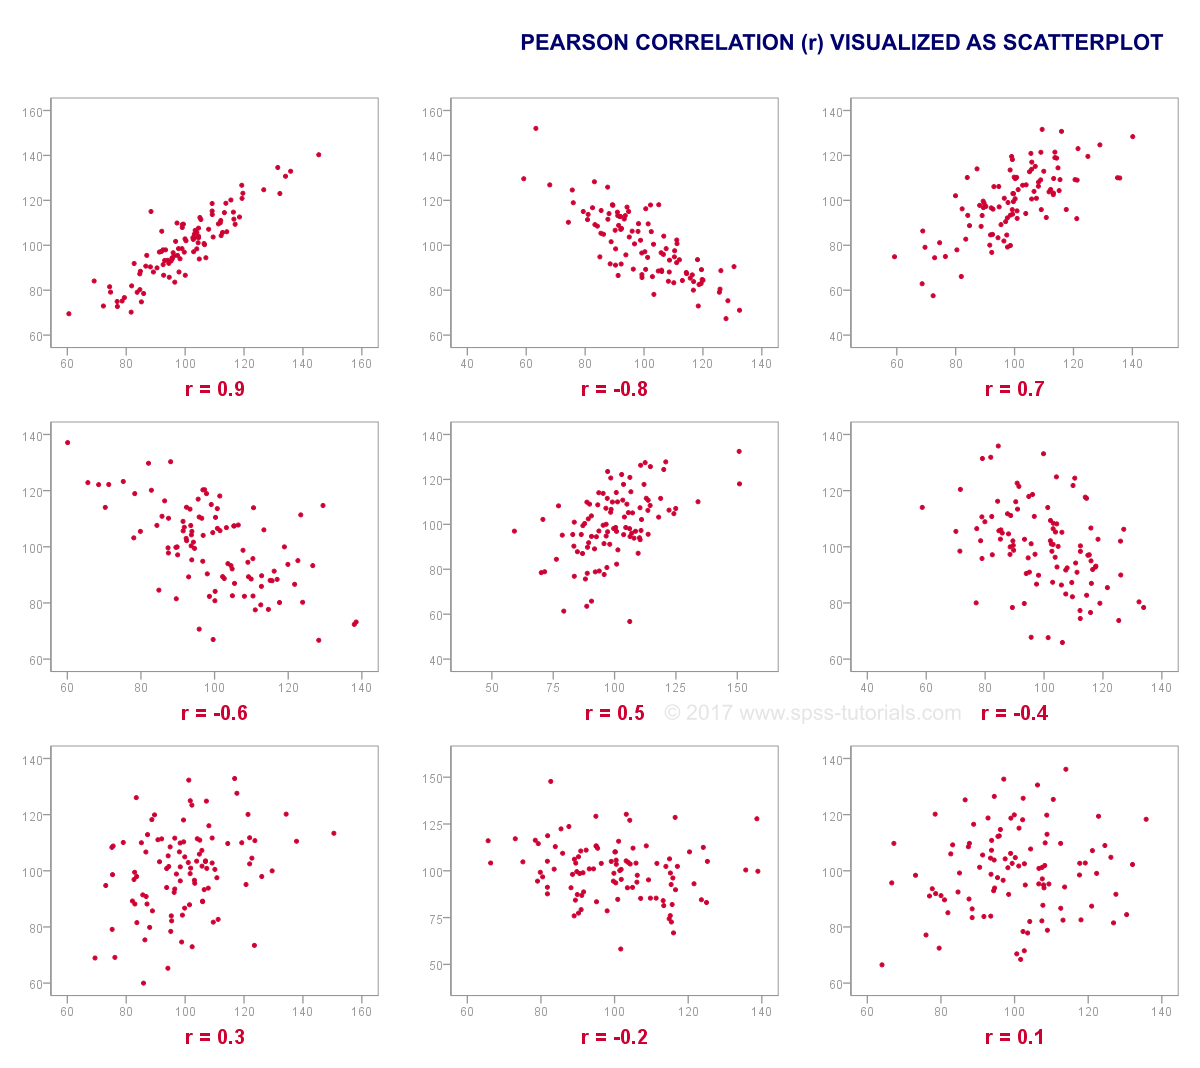 PEARSON CORRELATION (r) VISUALIZED AS SCATTERPLOT
160 160 140
140 140 120
120 120 100
100 100 80
80 80 60
60 60 40
60 80 100 120 140 160 40 60 80 100 120 140 60 80 100 120 140
r = 0.9 r = -0.8 r = 0.7
140 140 140
120 120 120
100 100 100
80 80 80
60 60 60
40
60 80 100 120 140 50 75 100 125 150 40 60 80 100 120 140
r = -0.6 r = 0.5 © 2017 www.spss-tutorials.com r = -0.4
140 150 140
120 125 120
100 100 100
80 75 80
60 50 60
60 80 100 120 140 160 60 80 100 120 140 60 80 100 120 140
r = 0.3 r = -0.2 r = 0.1